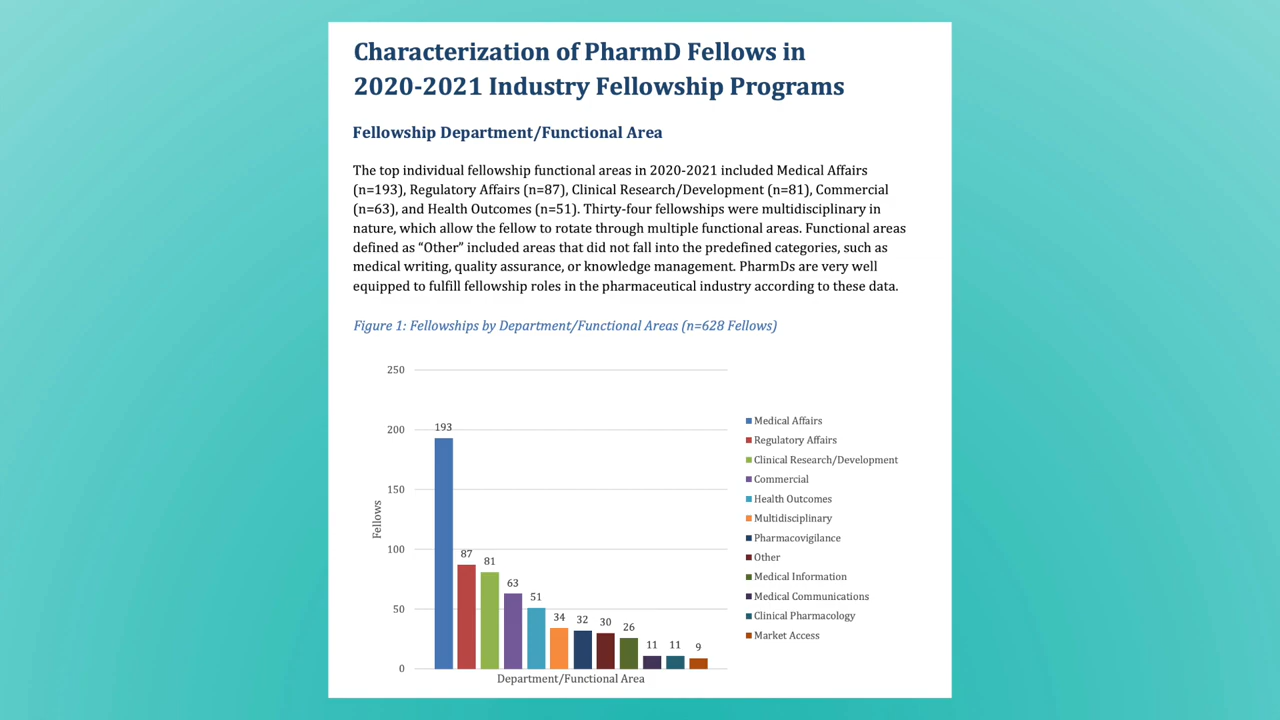 Characterization of PharmD Fellows in
2020-2021 Industry Fellowship Programs
Fellowship Department/Functional Area
The top individual fellowship functional areas in 2020-2021 included Medical Affairs
(n=193), Regulatory Affairs (n=87), Clinical Research/Development (n=81), Commercial
(n=63), and Health Outcomes (n=51). Thirty-four fellowships were multidisciplinary in
nature, which allow the fellow to rotate through multiple functional areas. Functional areas
defined as “Other” included areas that did not fall into the predefined categories, such as
medical writing, quality assurance, or knowledge management. PharmDs are very well
equipped to fulfill fellowship roles in the pharmaceutical industry according to these data.
Figure 1: Fellowships by Department/Functional Areas (n=628 Fellows)
250
200
150
100
50
0
Fellows
193
87
81
63
51
34
32
30
26
11
11
9
Department/Functional Area
Medical Affairs
Regulatory Affairs
Clinical Research/Development
Commercial
Health Outcomes
Multidisciplinary
Pharmacovigilance
Other
Medical Information
Medical Communications
Clinical Pharmacology
Market Access